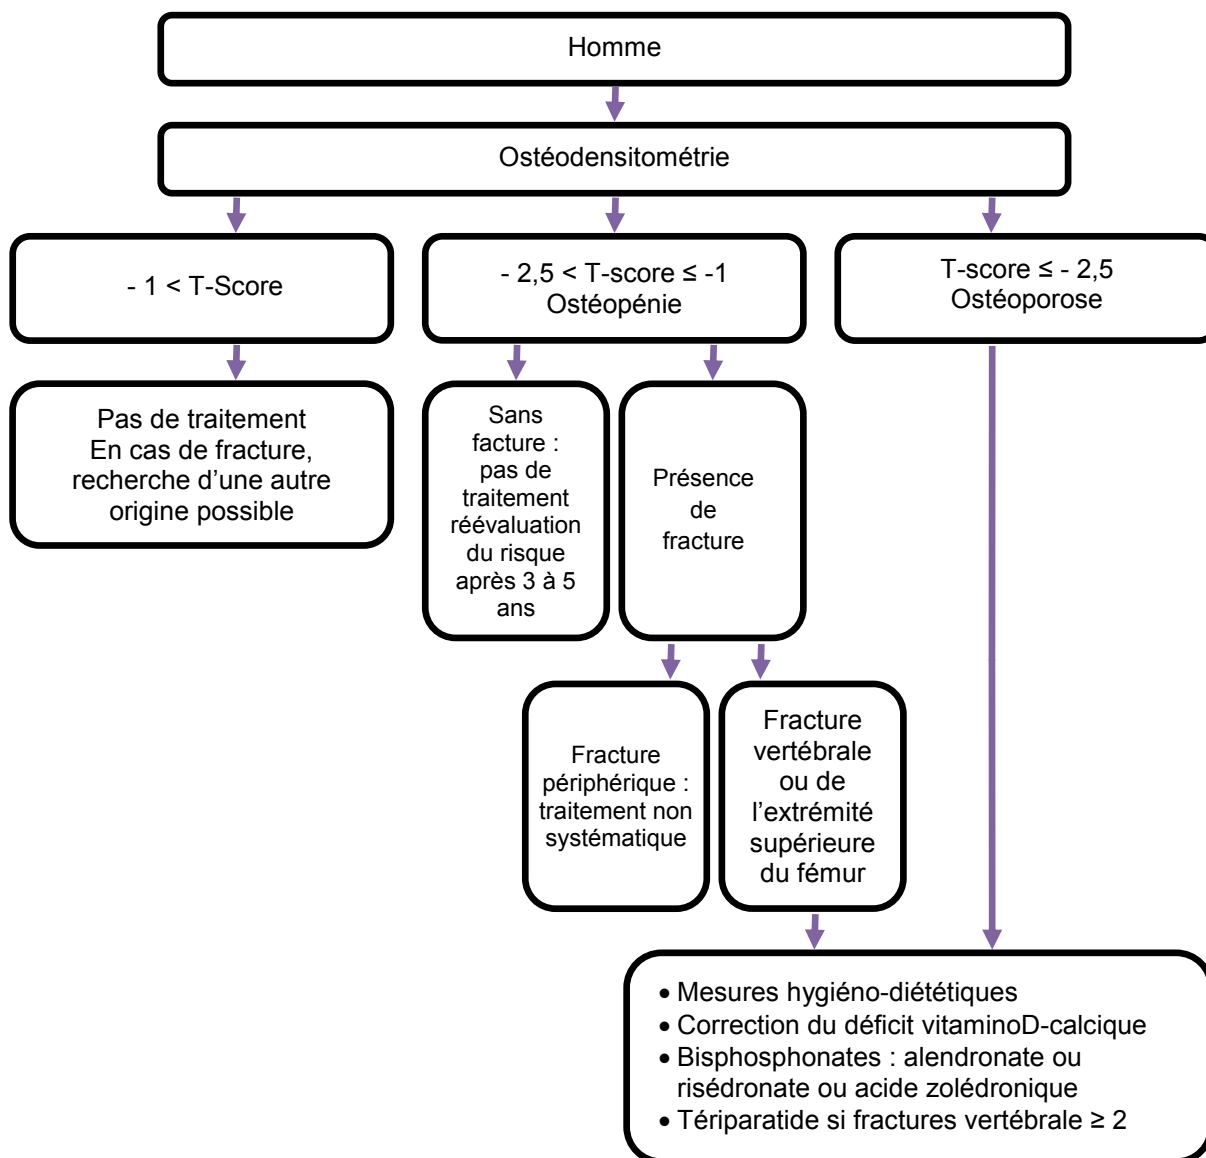 Homme
Ostéodensitométrie
- 1 < T-Score
- 2,5 < T-score ≤ -1
Ostéopénie
T-score ≤ - 2,5
Ostéoporose
Pas de traitement
En cas de fracture,
recherche d’une autre
origine possible
Sans
facture :
pas de
traitement
réévaluation
du risque
après 3 à 5
ans
Présence
de
fracture
Fracture
périphérique :
traitement non
systématique
Fracture
vertébrale
ou de
l’extrémité
supérieure
du fémur
• Mesures hygiéno-diététiques
• Correction du déficit vitaminoD-calcique
• Bisphosphonates : alendronate ou
risédronate ou acide zolédronique
• Tériparatide si fractures vertébrale ≥ 2